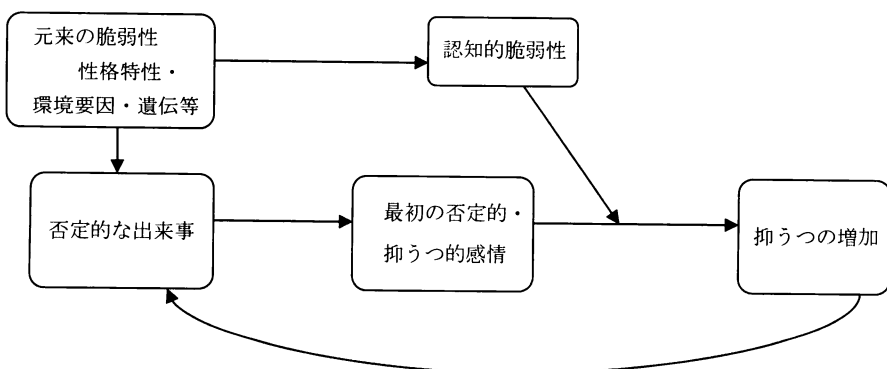 元来の脆弱性
性格特性・
環境要因・遺伝等
認知的脆弱性
否定的な出来事
最初の否定的・
抑うつ的感情
抑うつの増加